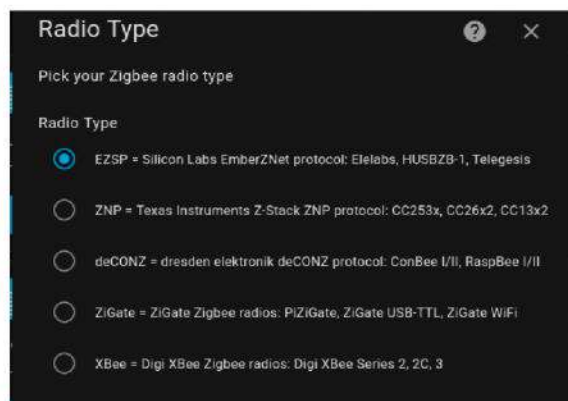 Radio Type
Pick your Zigbee radio type
Radio Type
EZSP = Silicon Labs EmberZNet protocol: Elelabs, HUSBZB-1, Telegesis
ZNP = Texas Instruments Z-Stack ZNP protocol: CC253x, CC26x2, CC13x2
deCONZ = dresden elektronik deCONZ protocol: ConBee I/II, RaspBee I/II
ZiGate = ZiGate Zigbee radios: PiZiGate, ZiGate USB-TTL, ZiGate WiFi
XBee = Digi XBee Zigbee radios: Digi XBee Series 2, 2C, 3